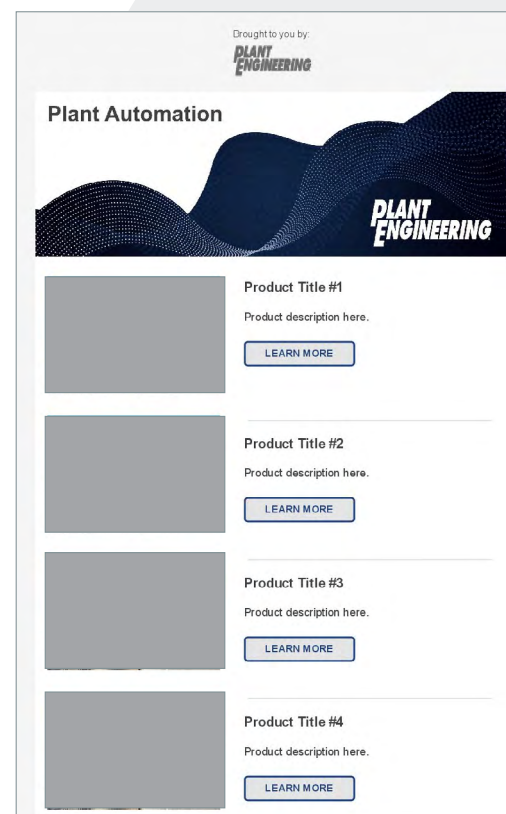 Brought to you by:
PLANT
ENGINEERING
Plant Automation
PLANT
ENGINEERING
Product Title #1
Product description here.
LEARN MORE
Product Title #2
Product description here.
LEARN MORE
Product Title #3
Product description here.
LEARN MORE
Product Title #4
Product description here.
LEARN MORE